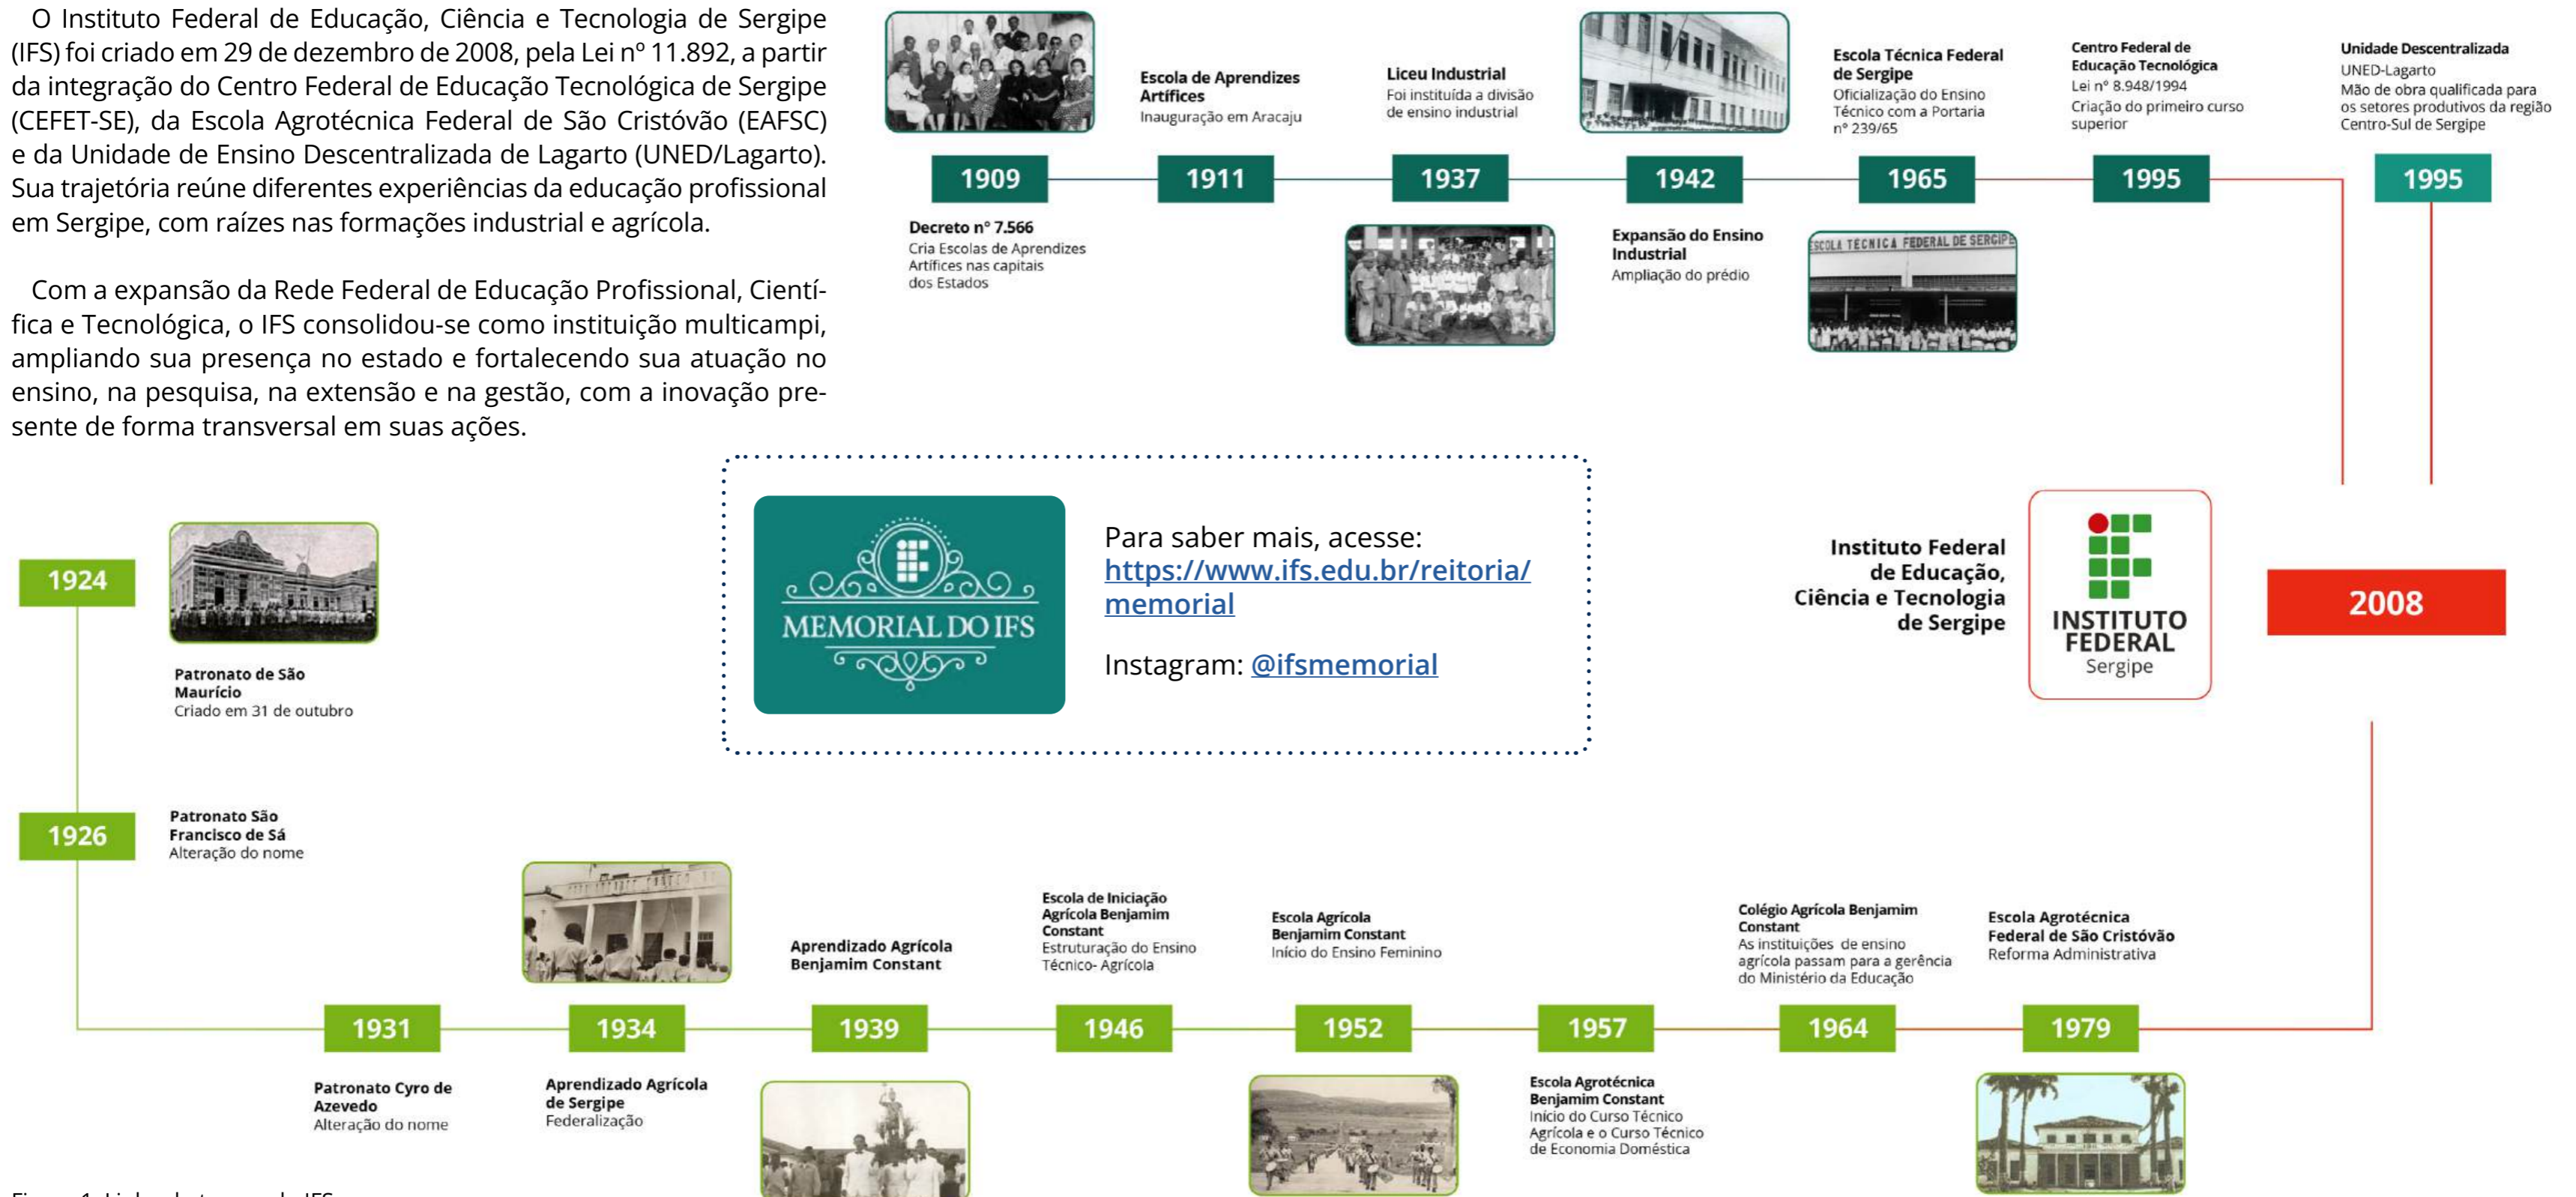 O Instituto Federal de Educação, Ciência e Tecnologia de Sergipe
(IFS) foi criado em 29 de dezembro de 2008, pela Lei nº 11.892, a partir
da integração do Centro Federal de Educação Tecnológica de Sergipe
(CEFET-SE), da Escola Agrotécnica Federal de São Cristóvão (EAFSC)
e da Unidade de Ensino Descentralizada de Lagarto (UNED/Lagarto).
Sua trajetória reúne diferentes experiências da educação profissional
em Sergipe, com raízes nas formações industrial e agrícola.
Com a expansão da Rede Federal de Educação Profissional, Cientí-
fica e Tecnológica, o IFS consolidou-se como instituição multicampi,
ampliando sua presença no estado e fortalecendo sua atuação no
ensino, na pesquisa, na extensão e na gestão, com a inovação pre-
sente de forma transversal em suas ações.
1909
Decreto nº 7.566
Cria Escolas de Aprendizes
Artífices nas capitais
dos Estados
Escola de Aprendizes
Artífices
Inauguração em Aracaju
1911
Liceu Industrial
Foi instituída a divisão
de ensino industrial
1937
1942
Expansão do Ensino
Industrial
Ampliação do prédio
Escola Técnica Federal
de Sergipe
Oficialização do Ensino
Técnico com a Portaria
nº 239/65
1965
ESCOLA TECNICA FEDERAL DE SERGIPE
Centro Federal de
Educação Tecnológica
Lei nº 8.948/1994
Criação do primeiro curso
superior
1995
Unidade Descentralizada
UNED-Lagarto
Mão de obra qualificada para
os setores produtivos da região
Centro-Sul de Sergipe
1995
MEMORIAL DO IFS
Para saber mais, acesse:
https://www.ifs.edu.br/reitoria/
memorial
Instagram: @ifsmemorial
Instituto Federal
de Educação,
Ciência e Tecnologia
de Sergipe
INSTITUTO
FEDERAL
Sergipe
2008
1924
Patronato de São
Maurício
Criado em 31 de outubro
1926
Patronato São
Francisco de Sá
Alteração do nome
1931
Patronato Cyro de
Azevedo
Alteração do nome
1934
Aprendizado Agrícola
de Sergipe
Federalização
Aprendizado Agrícola
Benjamim Constant
1939
Escola de Iniciação
Agrícola Benjamim
Constant
Estruturação do Ensino
Técnico- Agrícola
1946
Escola Agrícola
Benjamim Constant
Início do Ensino Feminino
1952
1957
Escola Agrotécnica
Benjamim Constant
Início do Curso Técnico
Agrícola e o Curso Técnico
de Economia Doméstica
Colégio Agrícola Benjamim
Constant
As instituições de ensino
agrícola passam para a gerência
do Ministério da Educação
1964
Escola Agrotécnica
Federal de São Cristóvão
Reforma Administrativa
1979